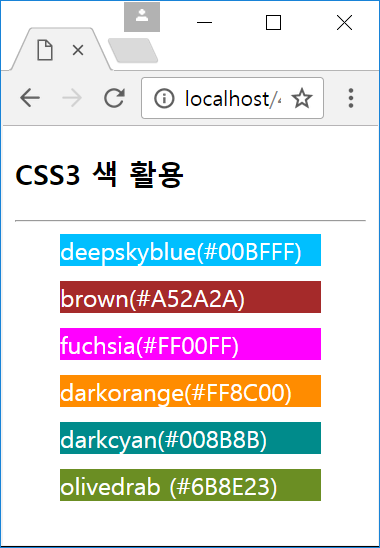 localhost/
CSS3 색 활용
deepskyblue(#00BFFF)
brown(#A52A2A)
fuchsia(#FF00FF)
darkorange(#FF8C00)
darkcyan(#008B8B)
olivedrab (#6B8E23)